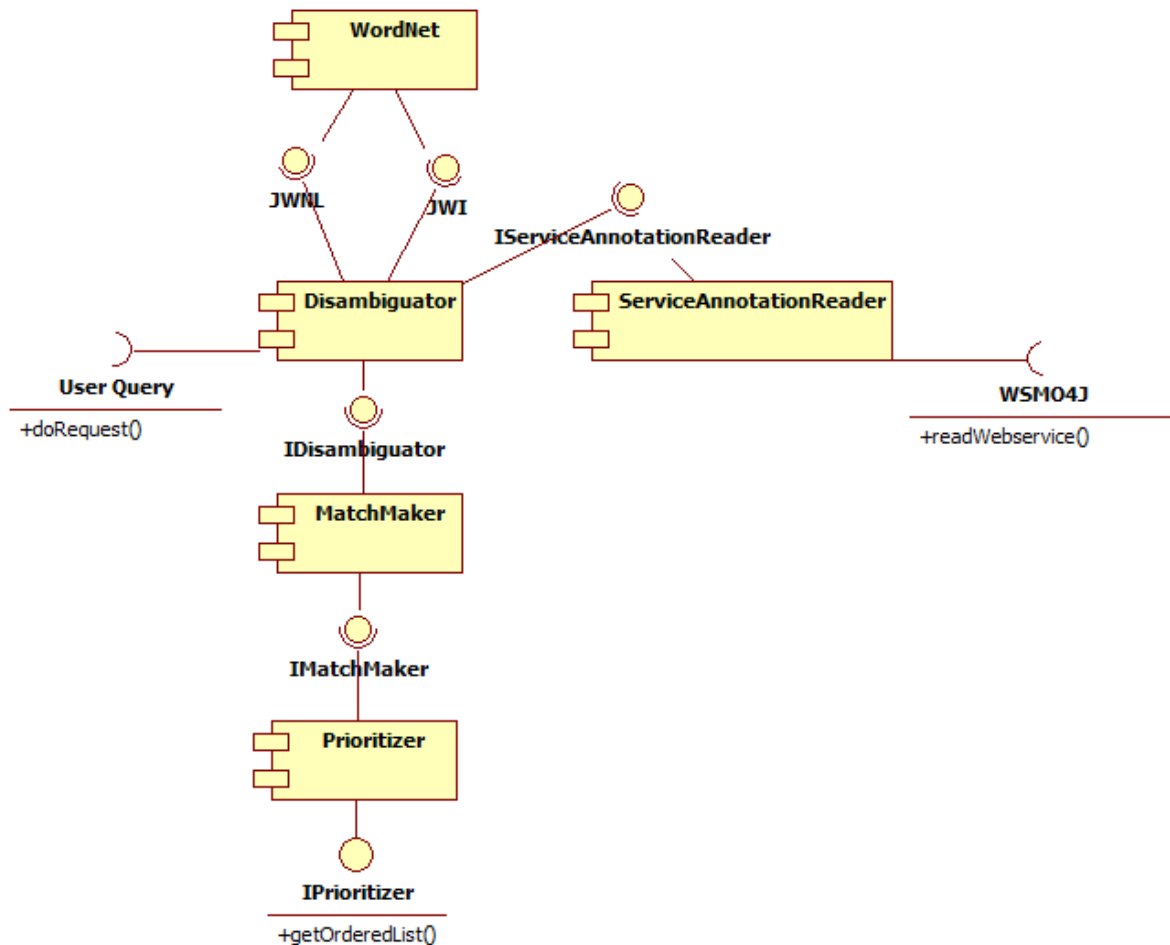 WordNet
JWNL
JWI
IServiceAnnotationReader
Disambiguator
ServiceAnnotationReader
User Query
+doRequest()
WSMO4J
+readWebservice()
IDisambiguator
MatchMaker
IMatchMaker
Prioritizer
IPrioritizer
+getOrderedList()